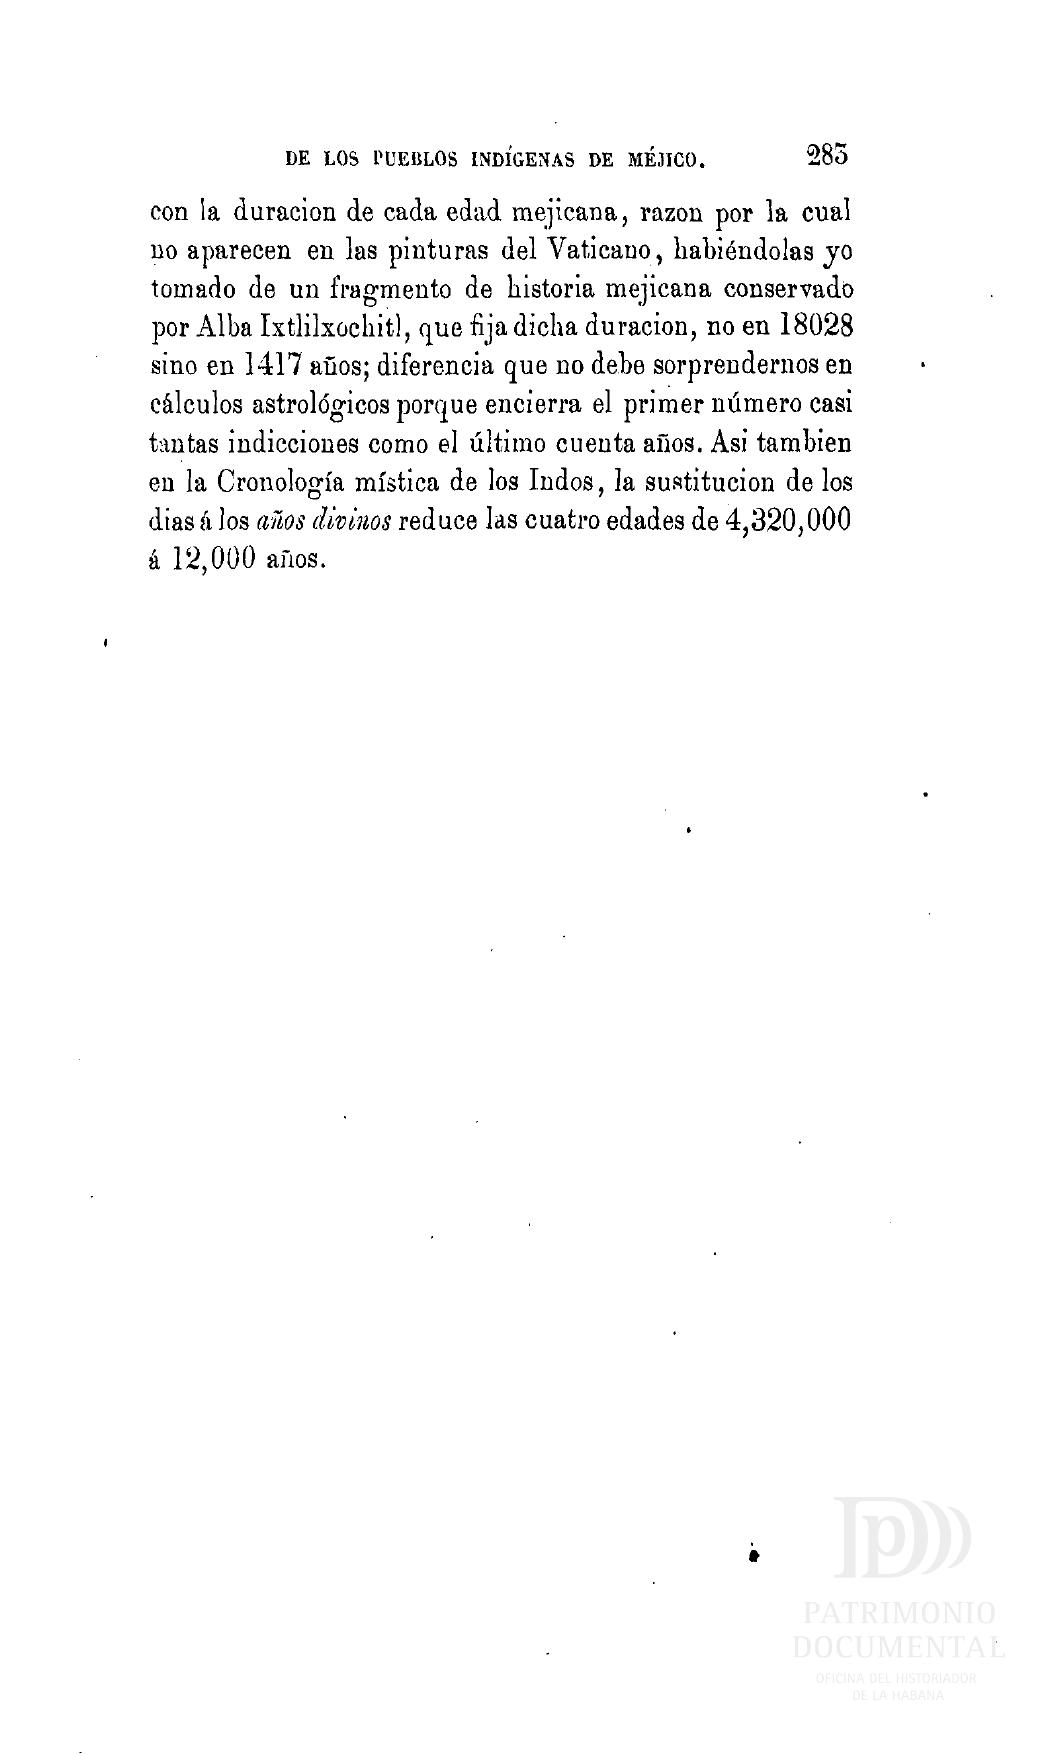 DE LOS PUEBLOS INDÍGENAS DE MÉJICO. 283
con la duracion de cada edad mejicana, razon por la cual
no aparecen en las pinturas del Vaticano, habiéndolas yo
tomado de un fragmento de historia mejicana conservado
por Alba Ixtlilxochitl, que fija dicha duracion, no en 18028
sino en 1417 años; diferencia que no debe sorprendernos en
cálculos astrológicos porque encierra el primer número casi
tantas indicciones como el último cuenta años. Asi tambien
en la Cronología mística de los Indos, la sustitucion de los
dias á los años divinos reduce las cuatro edades de 4,320,000
á 12,000 años.
PATRIMONIO
DOCUMENTAL
OFICINA DEL HISTORIADOR
DE LA HABANA